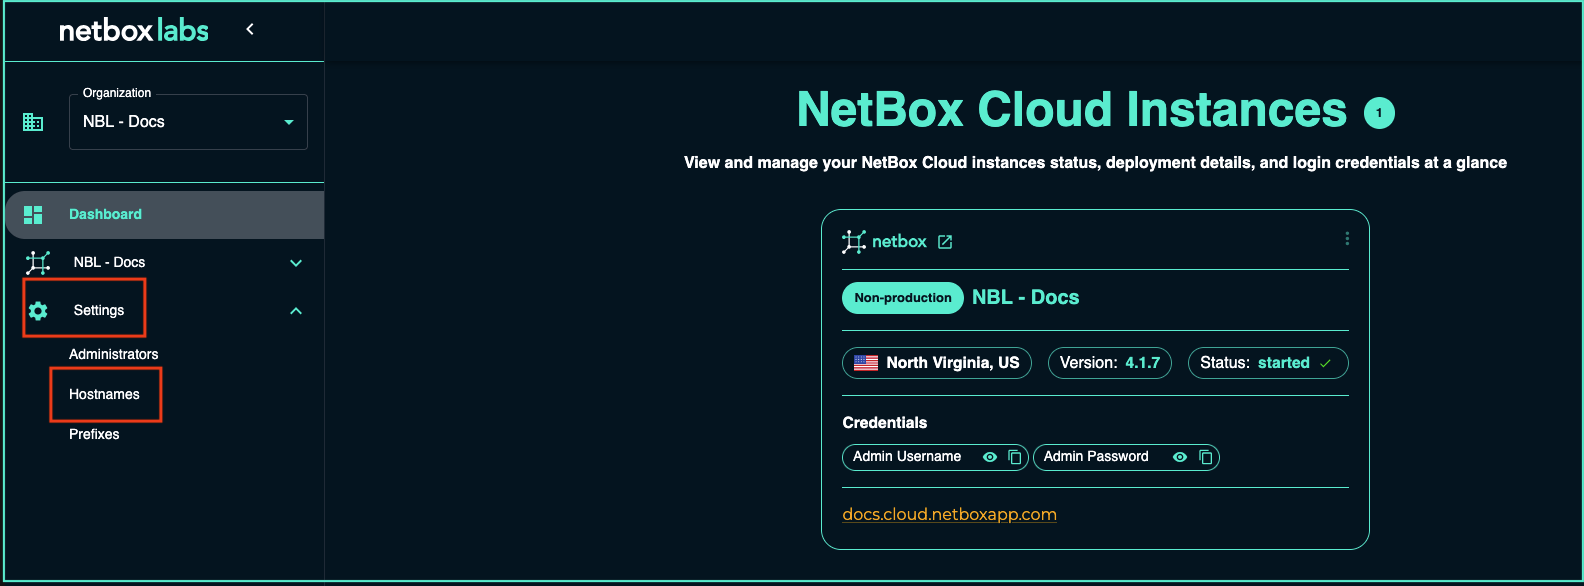 netbox labs
Organization
NBL - Docs
Dashboard
NBL - Docs
Settings
Administrators
Hostnames
Prefixes
NetBox Cloud Instances 1
View and manage your NetBox Cloud instances status, deployment details, and login credentials at a glance
netbox
Non-production NBL - Docs
North Virginia, US Version: 4.1.7 Status: started
Credentials
Admin Username Admin Password
docs.cloud.netboxapp.com